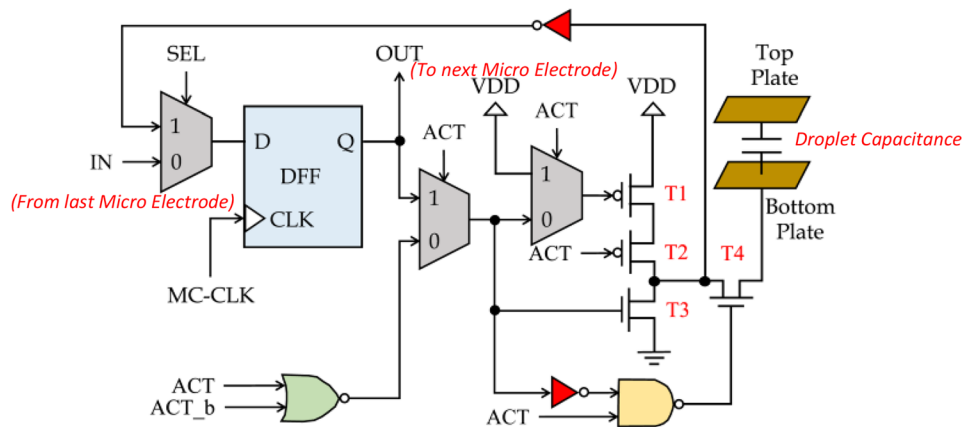 SEL
OUT
(To next Micro Electrode)
VDD
VDD
Top
Plate
ACT
ACT
1
D
Q
Droplet Capacitance
IN
0
DFF
1
1
T1
(From last Micro Electrode)
CLK
0
0
Bottom
Plate
ACT
T2
T4
MC-CLK
T3
ACT
ACT_b
ACT